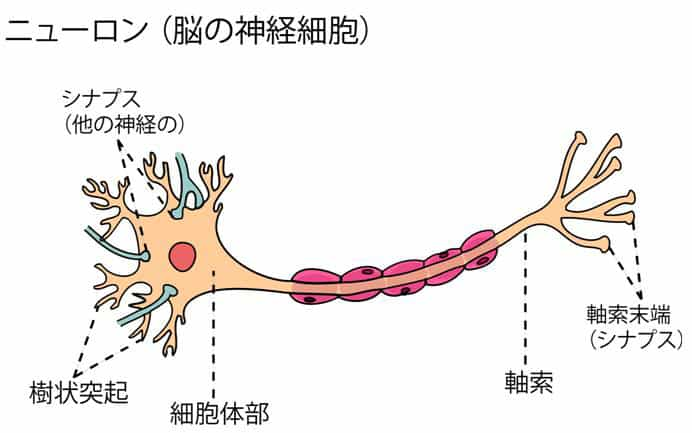 ニューロン（脳の神経細胞）
シナプス
（他の神経の）
軸索末端
（シナプス）
樹状突起
軸索
細胞体部